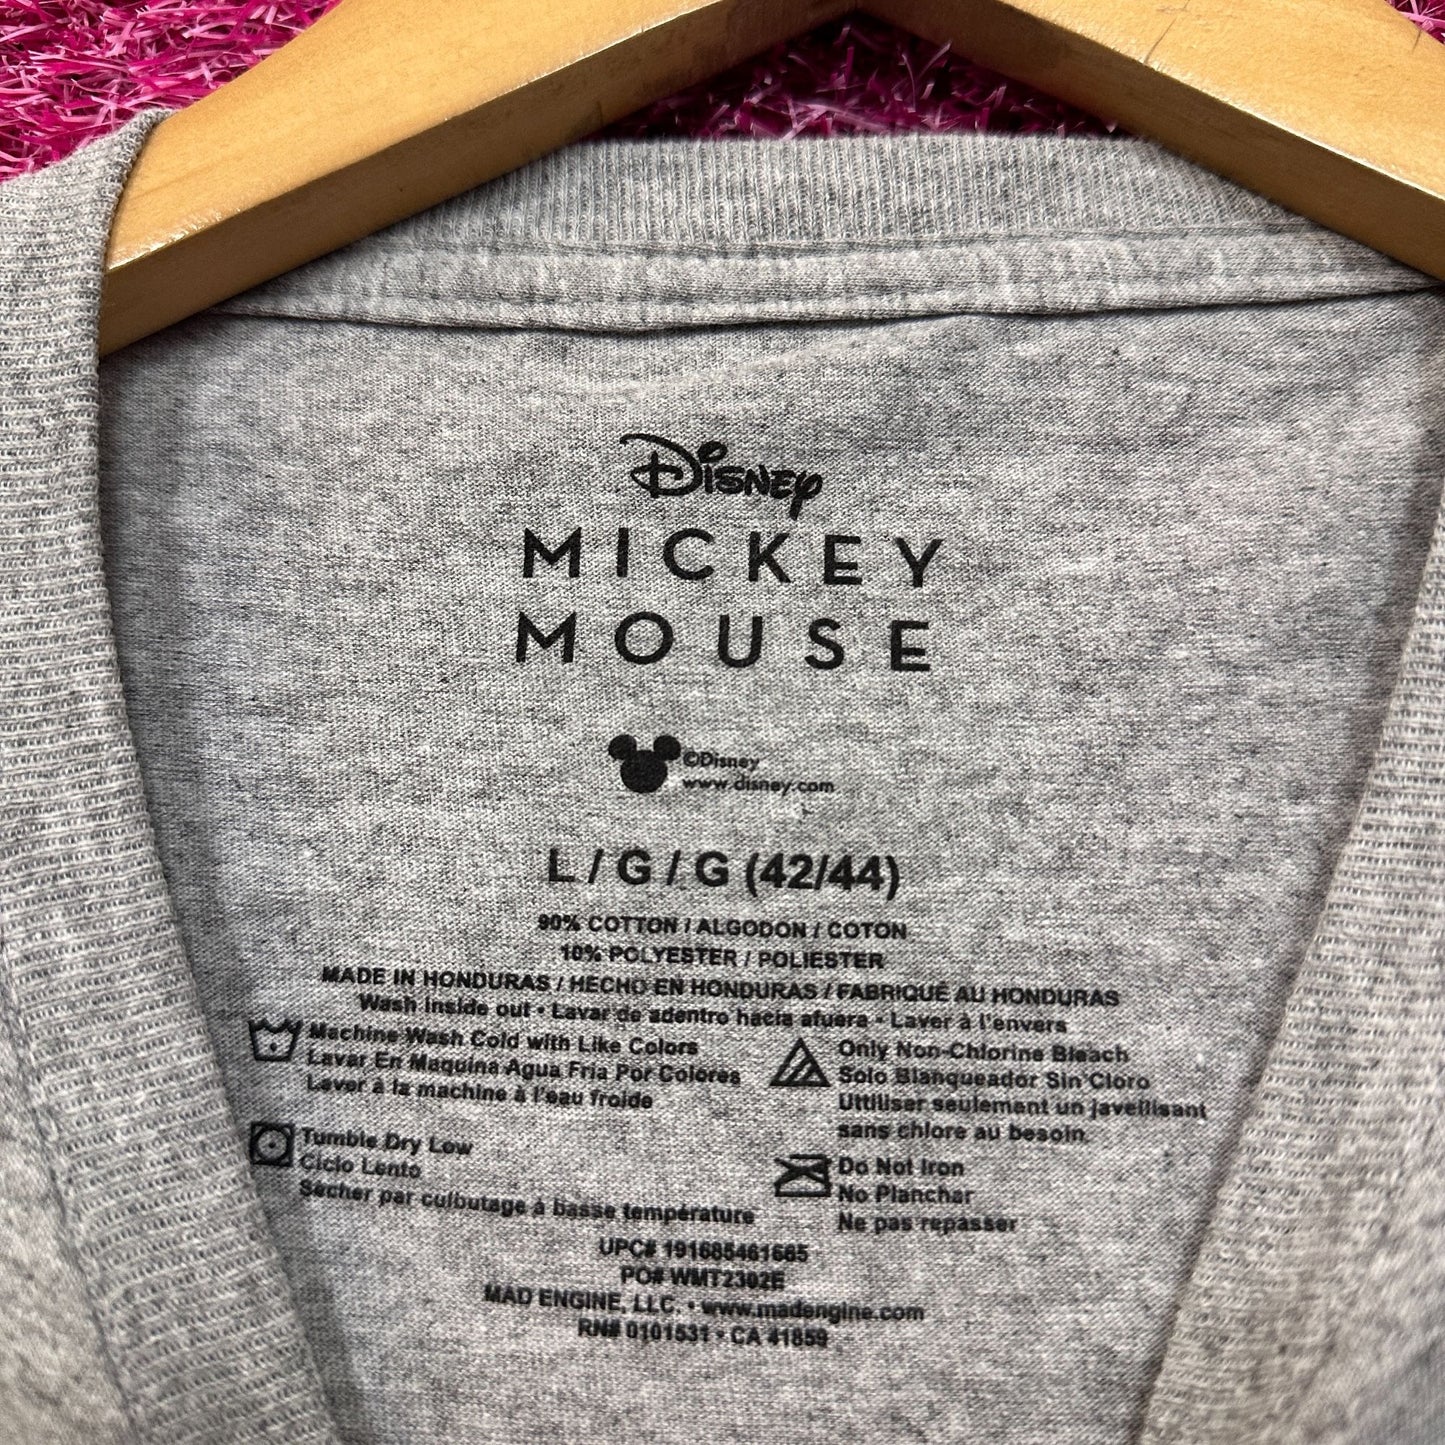 Disney
MICKEY
MOUSE
©Disney
www.disney.com
L / G / G (42/44)
90% COTTON / ALGODON / COTON
10% POLYESTER / POLIESTER
MADE IN HONDURAS / HECHO EN HONDURAS / FABRIQUÉ AU HONDURAS
Wash inside out • Lavar de adentro hacia afuera • Laver à l'envers
Machine Wash Cold with Like Colors
Lavar En Maquina Agua Fria Por Colores
Laver à la machine à l'eau froide
Only Non-Chlorine Bleach
Solo Blanqueador Sin Cloro
Uttiliser seulemant un javellisant
sans chlore au besoin.
Tumble Dry Low
Ciclo Lento
Sécher par culbutage à basse température
Do Not Iron
No Planchar
Ne pas repasser
UPC# 191685461665
PO# WMT2302E
MAD ENGINE, LLC. • www.madengine.com
RN# 0101531 • CA 41859